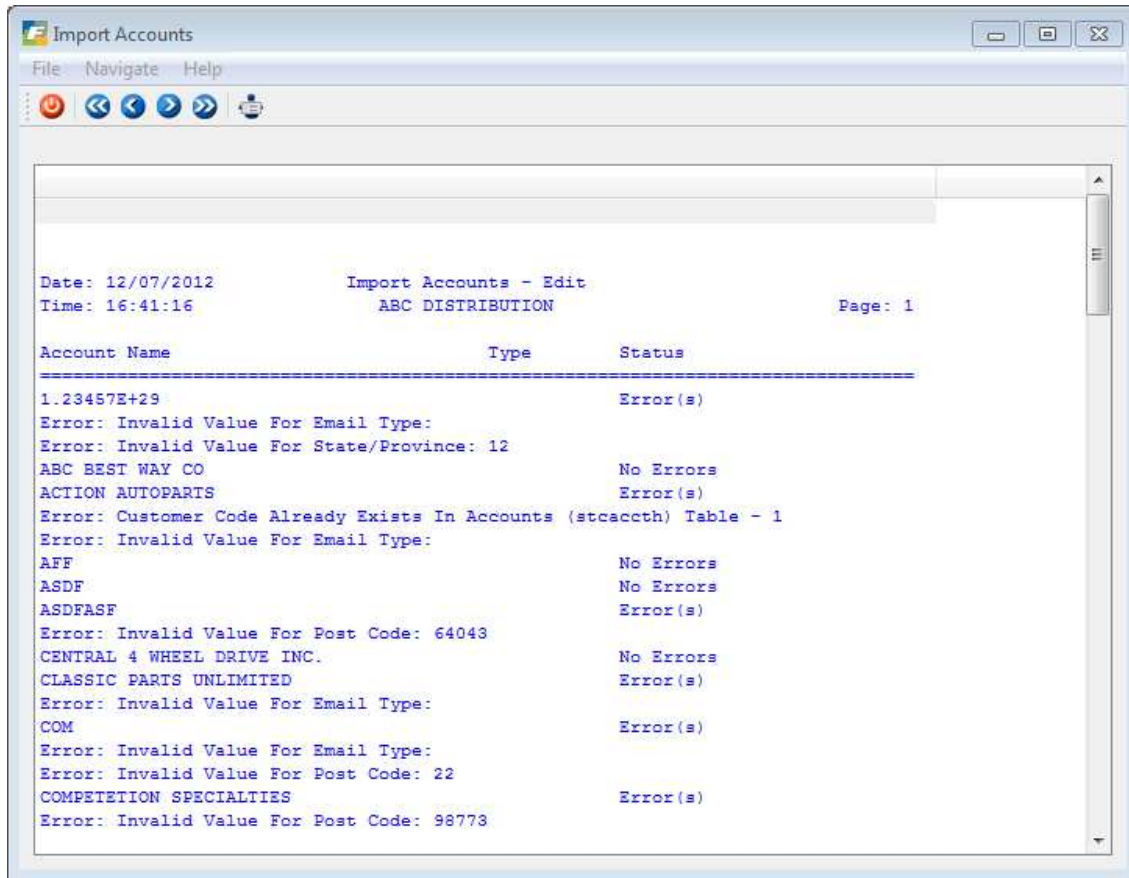 Import Accounts
File Navigate Help
Date: 12/07/2012 Import Accounts - Edit
Time: 16:41:16 ABC DISTRIBUTION Page: 1
Account Name Type Status
================================================================================
1.23457E+29 Error(s)
Error: Invalid Value For Email Type:
Error: Invalid Value For State/Province: 12
ABC BEST WAY CO No Errors
ACTION AUTOPARTS Error(s)
Error: Customer Code Already Exists In Accounts (stcaccth) Table - 1
Error: Invalid Value For Email Type:
AFF No Errors
ASDF No Errors
ASDFASF Error(s)
Error: Invalid Value For Post Code: 64043
CENTRAL 4 WHEEL DRIVE INC. No Errors
CLASSIC PARTS UNLIMITED Error(s)
Error: Invalid Value For Email Type:
COM Error(s)
Error: Invalid Value For Email Type:
Error: Invalid Value For Post Code: 22
COMPETETION SPECIALTIES Error(s)
Error: Invalid Value For Post Code: 98773